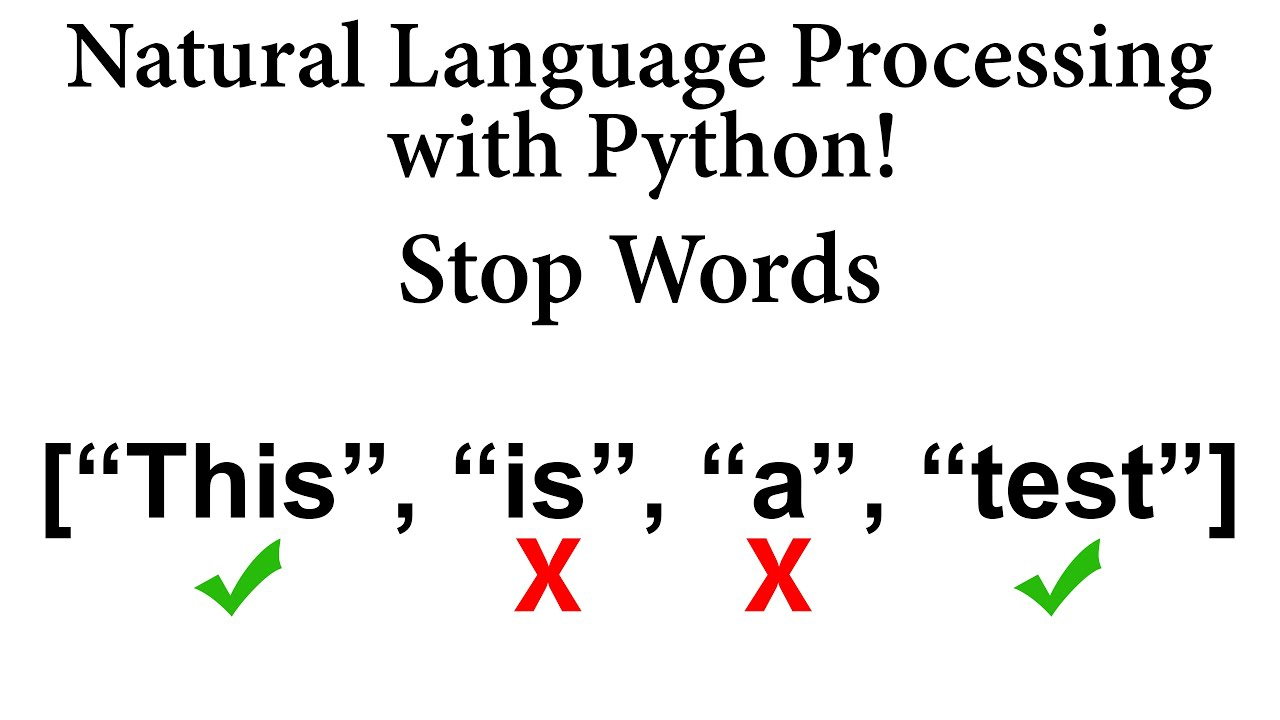 Natural Language Processing
with Python!
Stop Words
[“This”, “is”, “a”, “test”]
X X